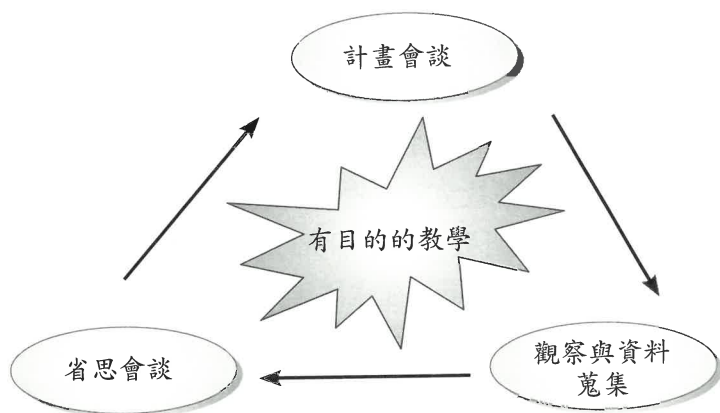 計畫會談
有目的的教學
省思會談
觀察與資料
蒐集